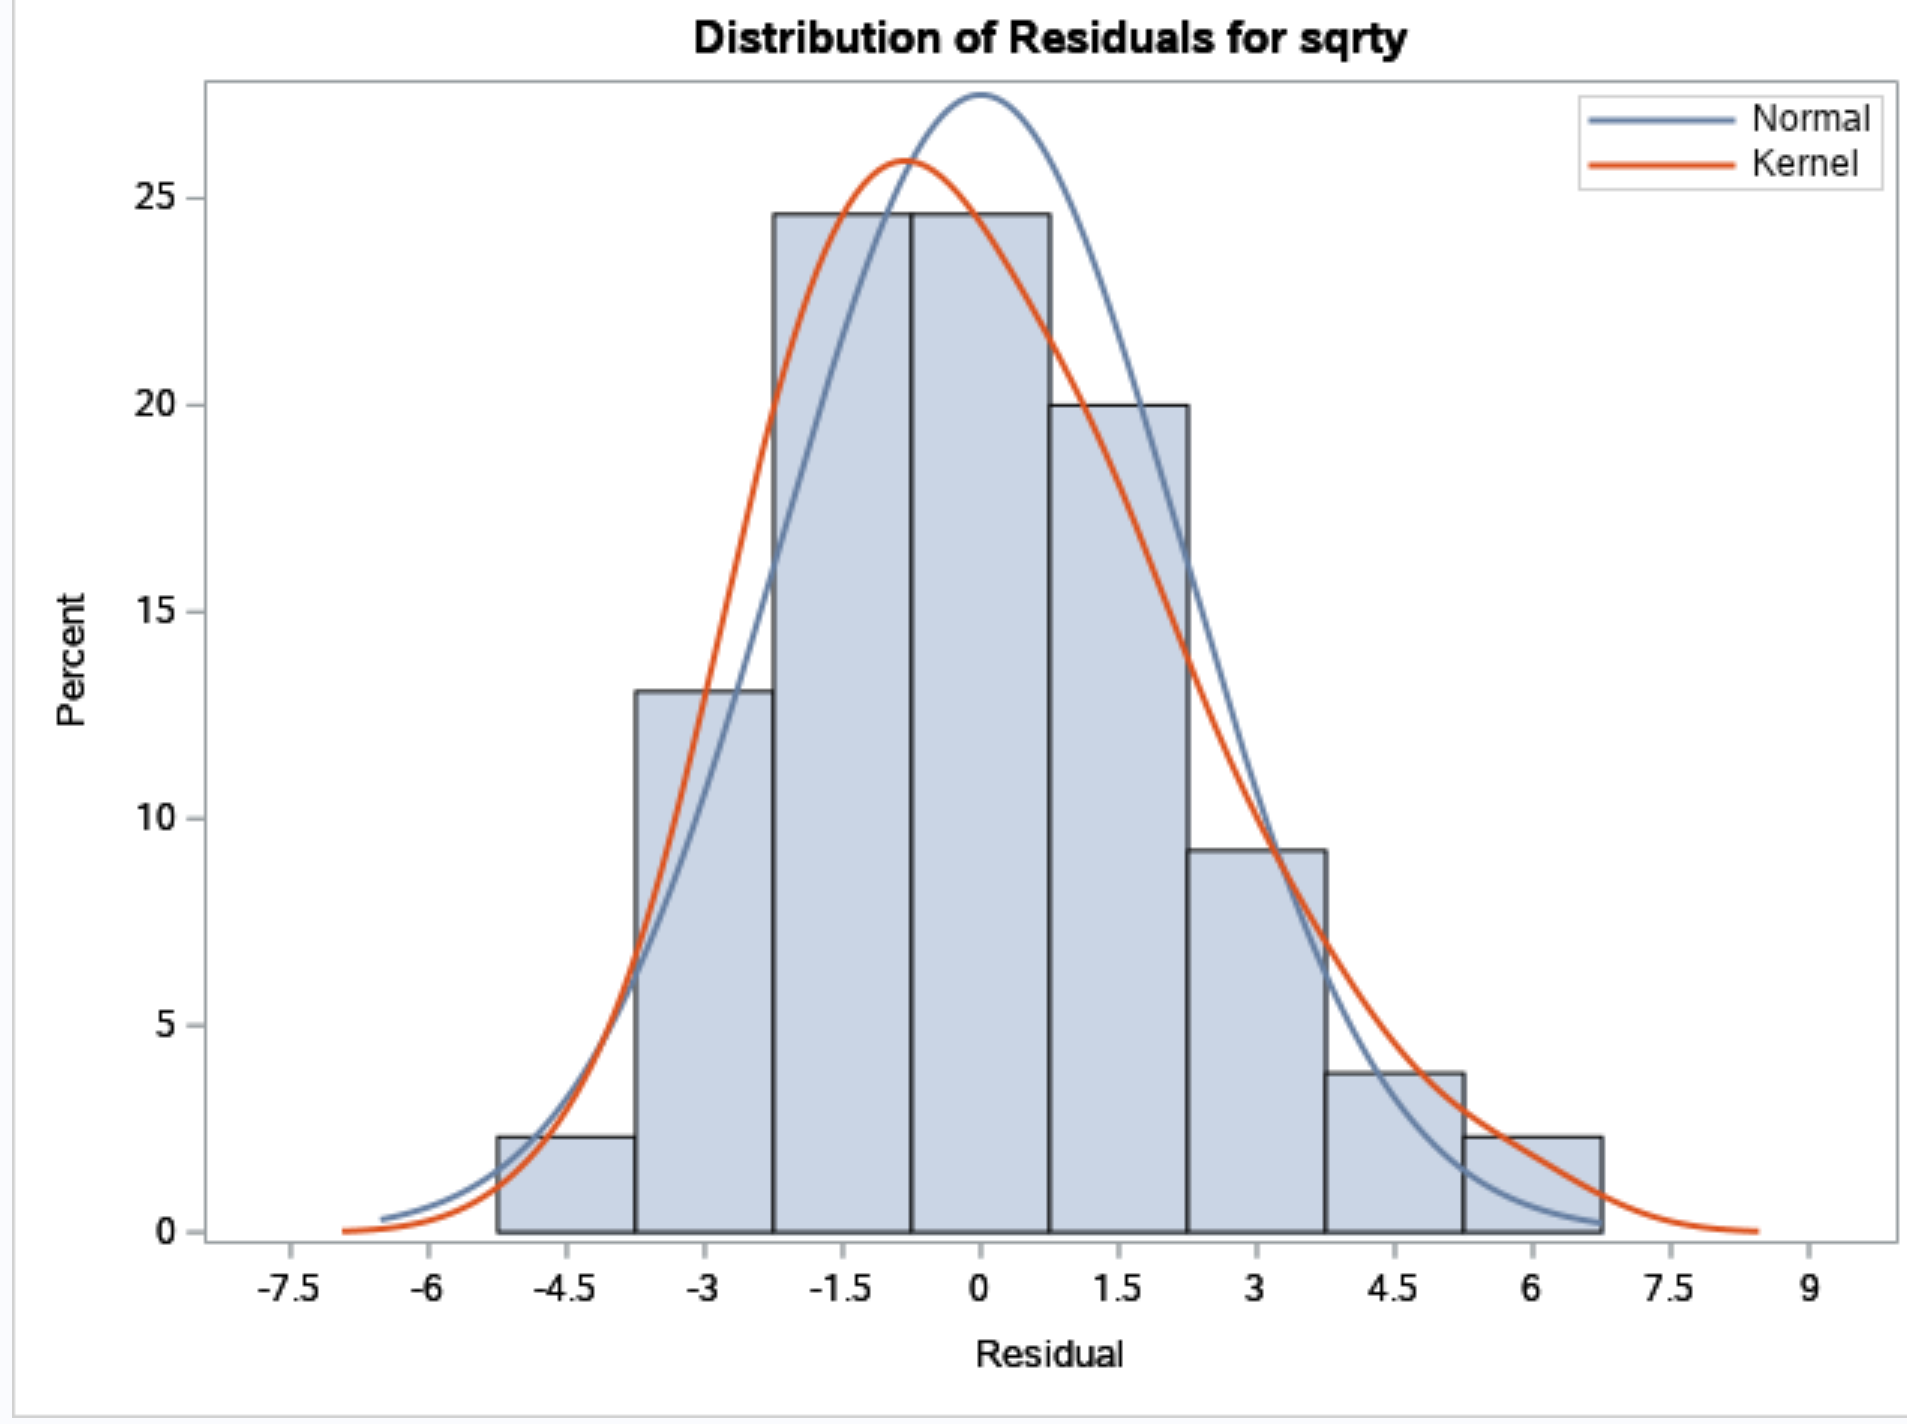 Distribution of Residuals for sqrty
Normal
Kernel
25
20
15
10
5
0
Percent
-7.5 -6 -4.5 -3 -1.5 0 1.5 3 4.5 6 7.5 9
Residual